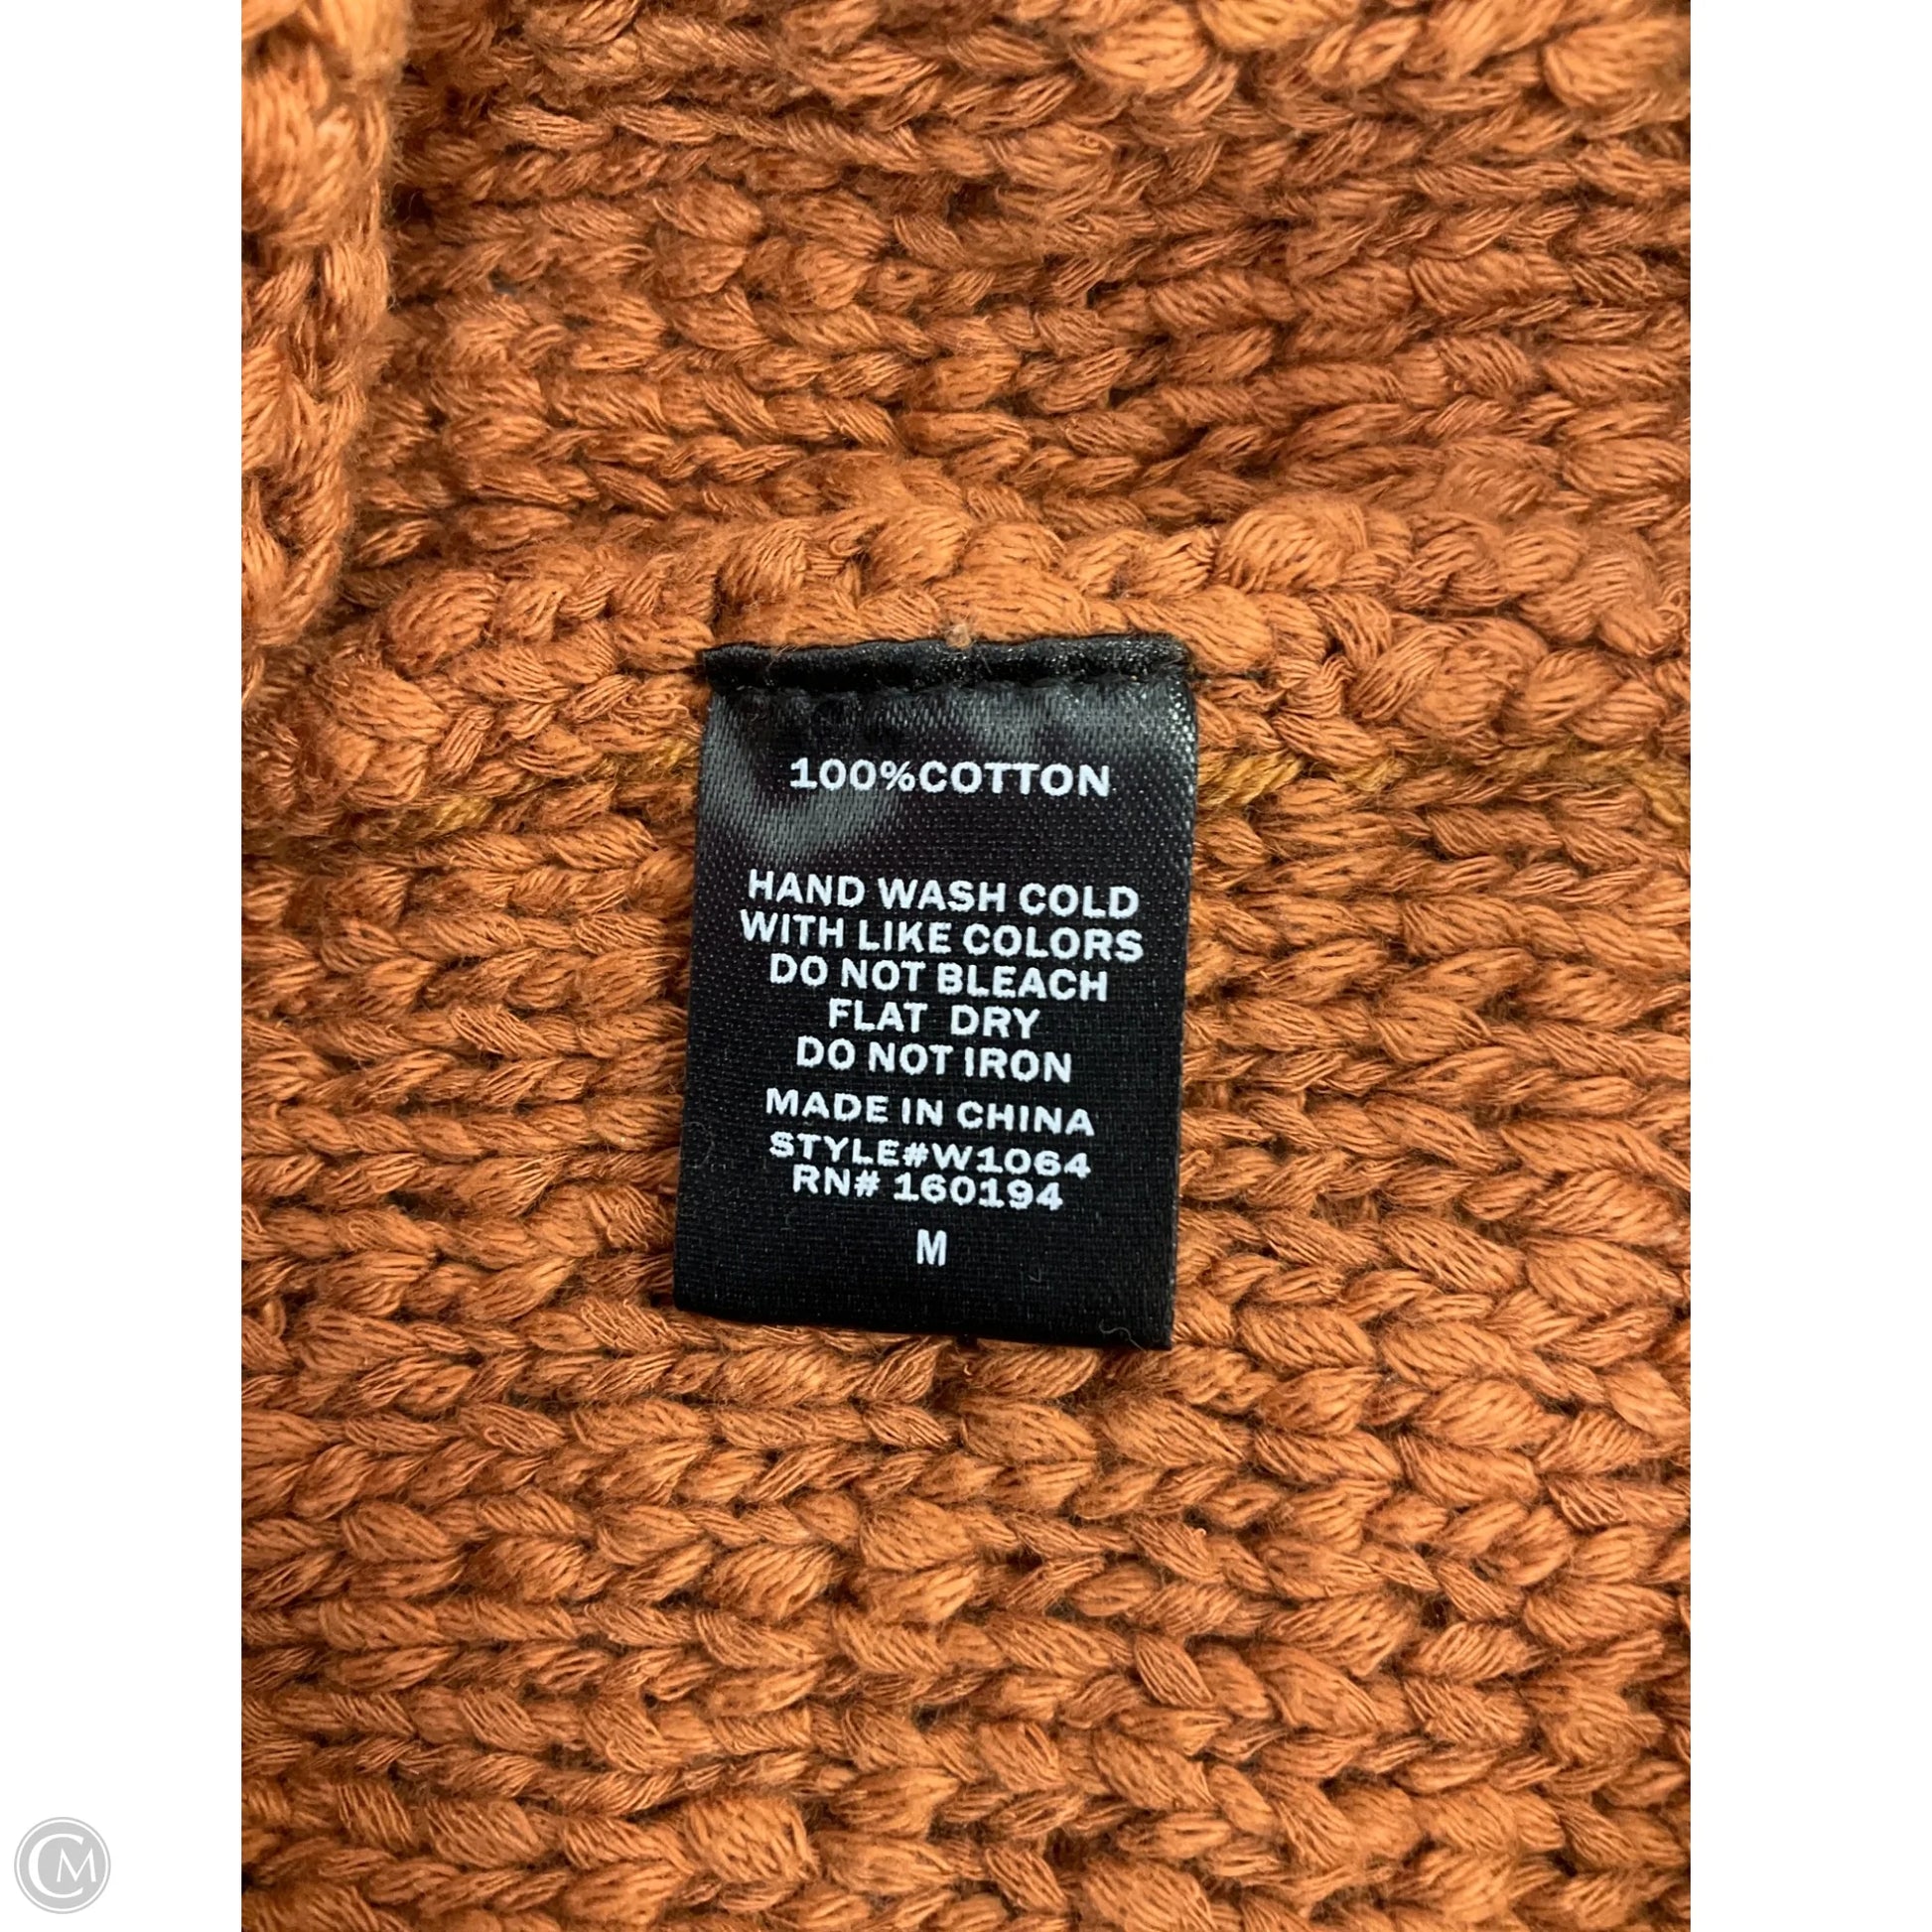 100%COTTON
HAND WASH COLD
WITH LIKE COLORS
DO NOT BLEACH
FLAT DRY
DO NOT IRON
MADE IN CHINA
STYLE#W1064
RN# 160194
M
CM